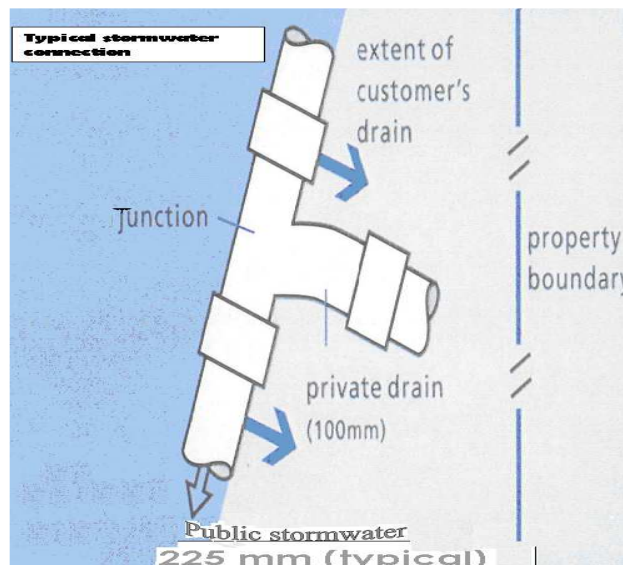 Typical stormwater
connection
extent of
customer's
drain
Junction
property
boundary
private drain
(100mm)
Public stormwater
225 mm (typical)